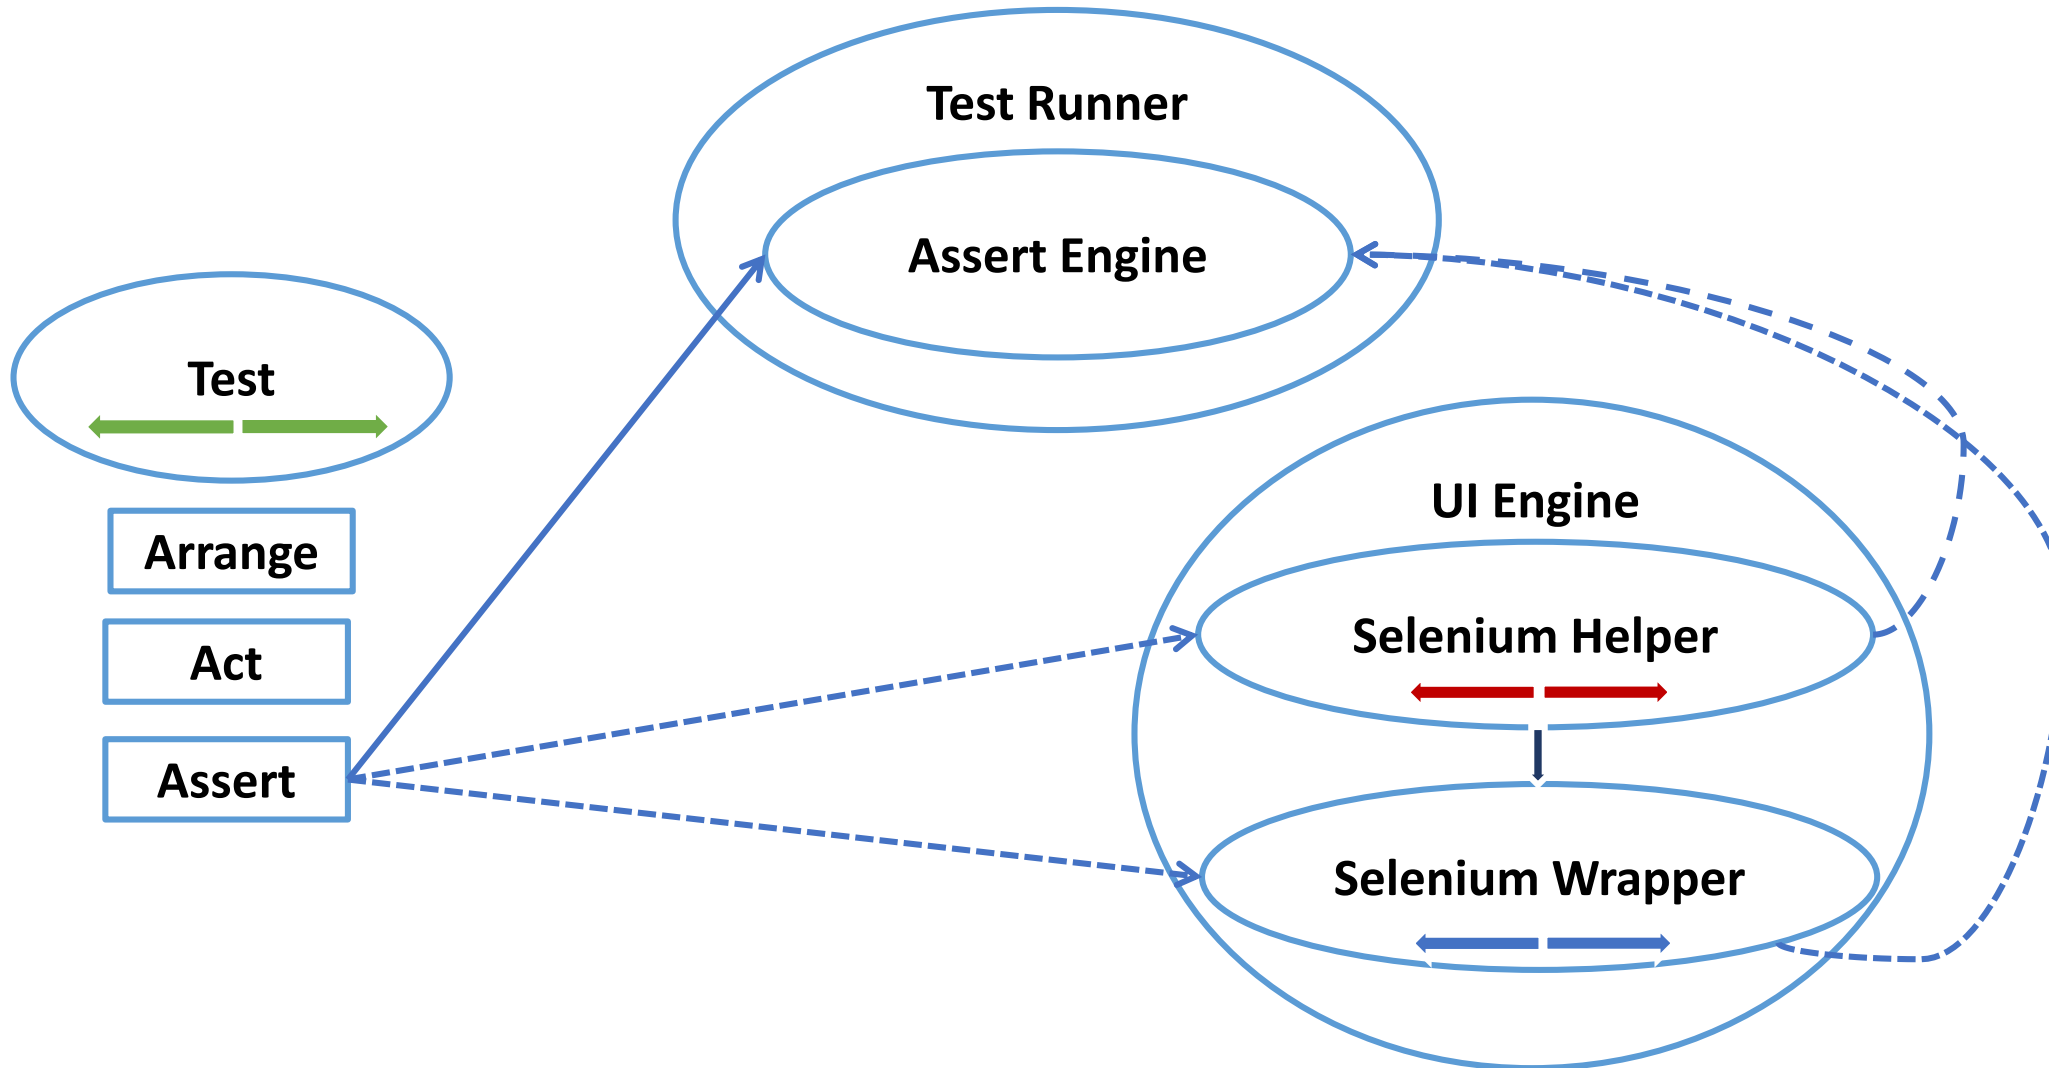 Test Runner
Assert Engine
Test
Arrange
Act
Assert
UI Engine
Selenium Helper
Selenium Wrapper